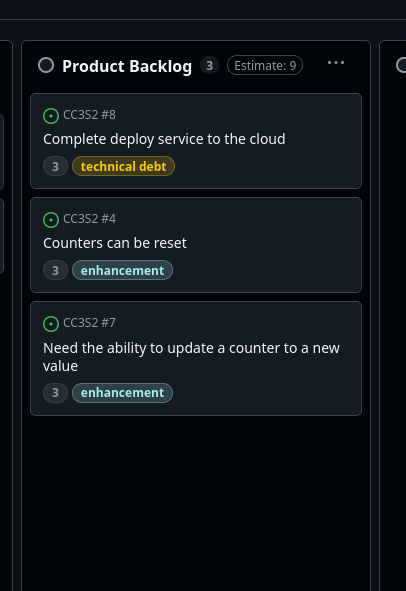 Product Backlog 3 Estimate: 9 ...
CC3S2 #8
Complete deploy service to the cloud
3 technical debt
CC3S2 #4
Counters can be reset
3 enhancement
CC3S2 #7
Need the ability to update a counter to a new
value
3 enhancement